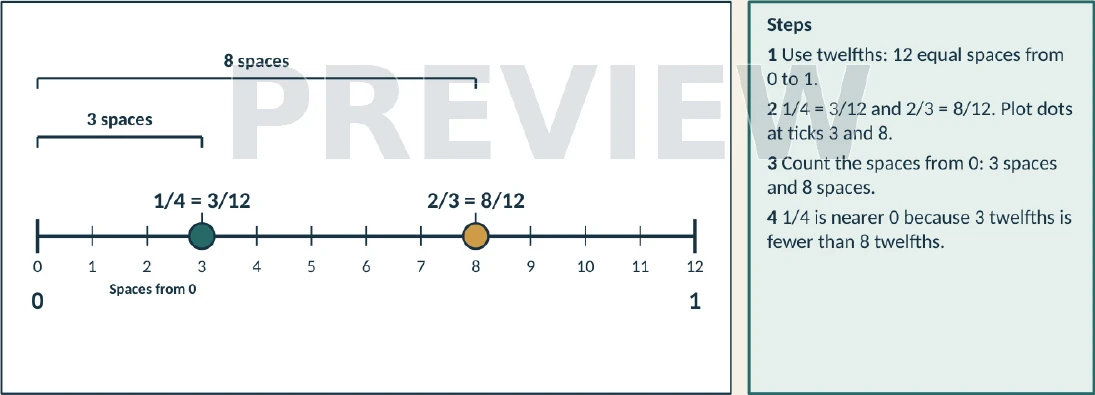 8 spaces
3 spaces
1/4 = 3/12 2/3 = 8/12
0 1 2 3 4 5 6 7 8 9 10 11 12
Spaces from 0
0 1
PREVIEW
Steps
1 Use twelfths: 12 equal spaces from
0 to 1.
2 1/4 = 3/12 and 2/3 = 8/12. Plot dots
at ticks 3 and 8.
3 Count the spaces from 0: 3 spaces
and 8 spaces.
4 1/4 is nearer 0 because 3 twelfths is
fewer than 8 twelfths.